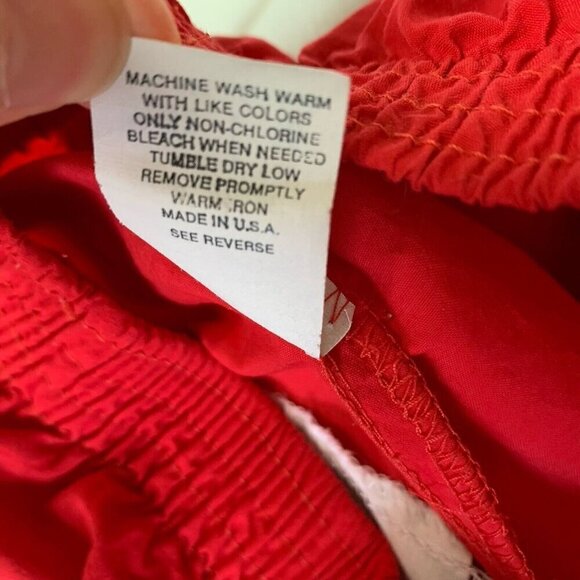 MACHINE WASH WARM
WITH LIKE COLORS
ONLY NON-CHLORINE
BLEACH WHEN NEEDED
TUMBLE DRY LOW
REMOVE PROMPTLY
WARM IRON
MADE IN U.S.A.
SEE REVERSE